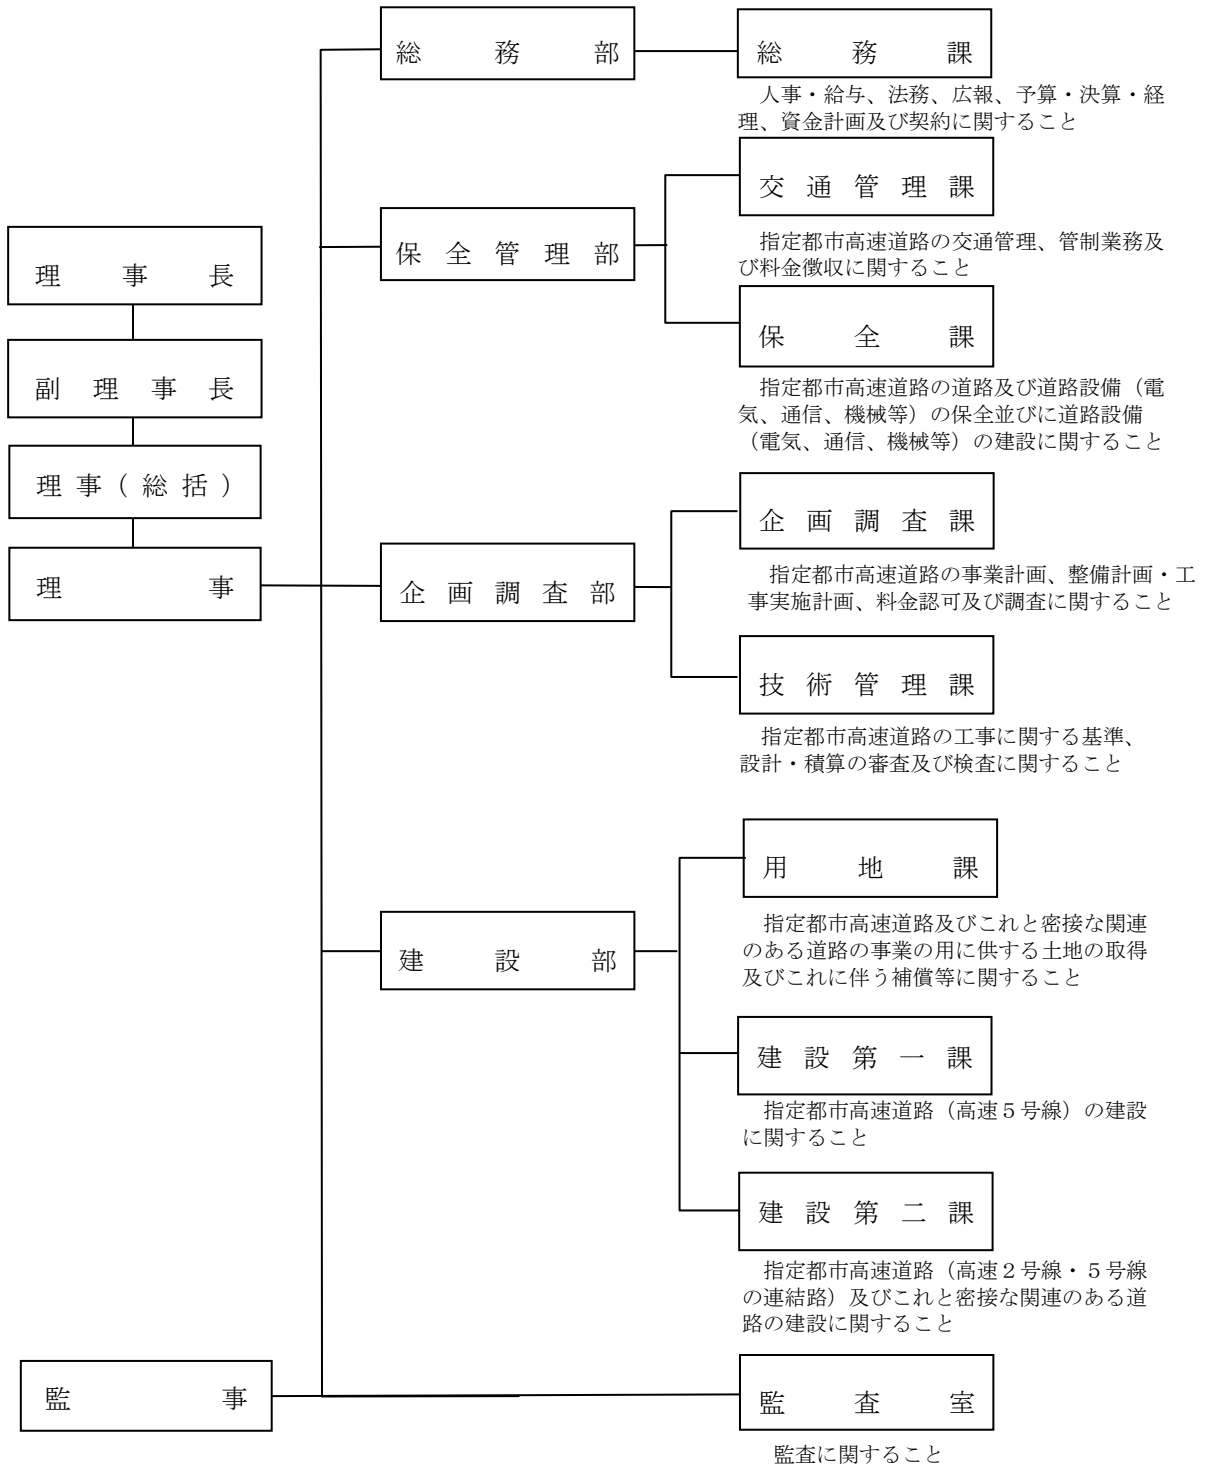 理事長
副理事長
理事(総括)
理事
監事
総務部
総務課
人事・給与、法務、広報、予算・決算・経
理、資金計画及び契約に関すること
保全管理部
交通管理課
指定都市高速道路の交通管理、管制業務及
び料金徴収に関すること
保全課
指定都市高速道路の道路及び道路設備(電
気、通信、機械等)の保全並びに道路設備
(電気、通信、機械等)の建設に関すること
企画調査部
企画調査課
指定都市高速道路の事業計画、整備計画・工
事実施計画、料金認可及び調査に関すること
技術管理課
指定都市高速道路の工事に関する基準、
設計・積算の審査及び検査に関すること
建設部
用地課
指定都市高速道路及びこれと密接な関連
のある道路の事業の用に供する土地の取得
及びこれに伴う補償等に関すること
建設第一課
指定都市高速道路(高速5号線)の建設
に関すること
建設第二課
指定都市高速道路(高速2号線・5号線
の連結路)及びこれと密接な関連のある道
路の建設に関すること
監査室
監査に関すること